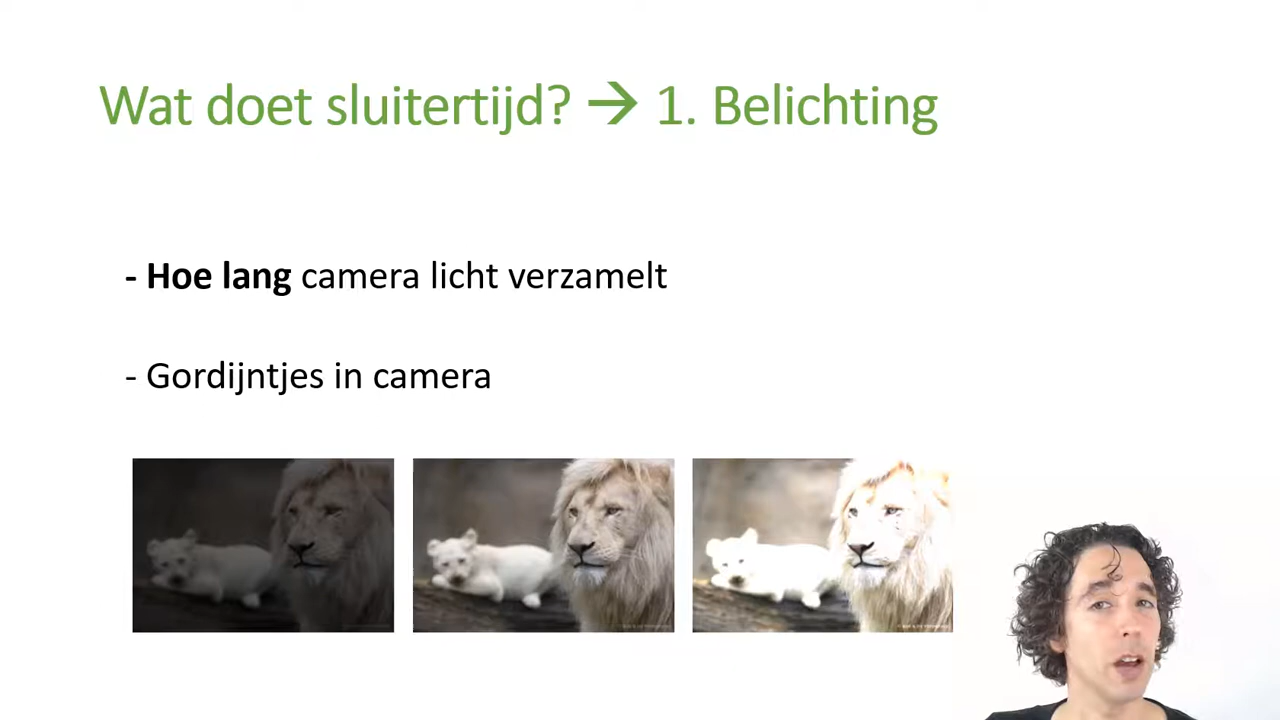 Wat doet sluitertijd? → 1. Belichting
- Hoe lang camera licht verzamelt
- Gordijntjes in camera